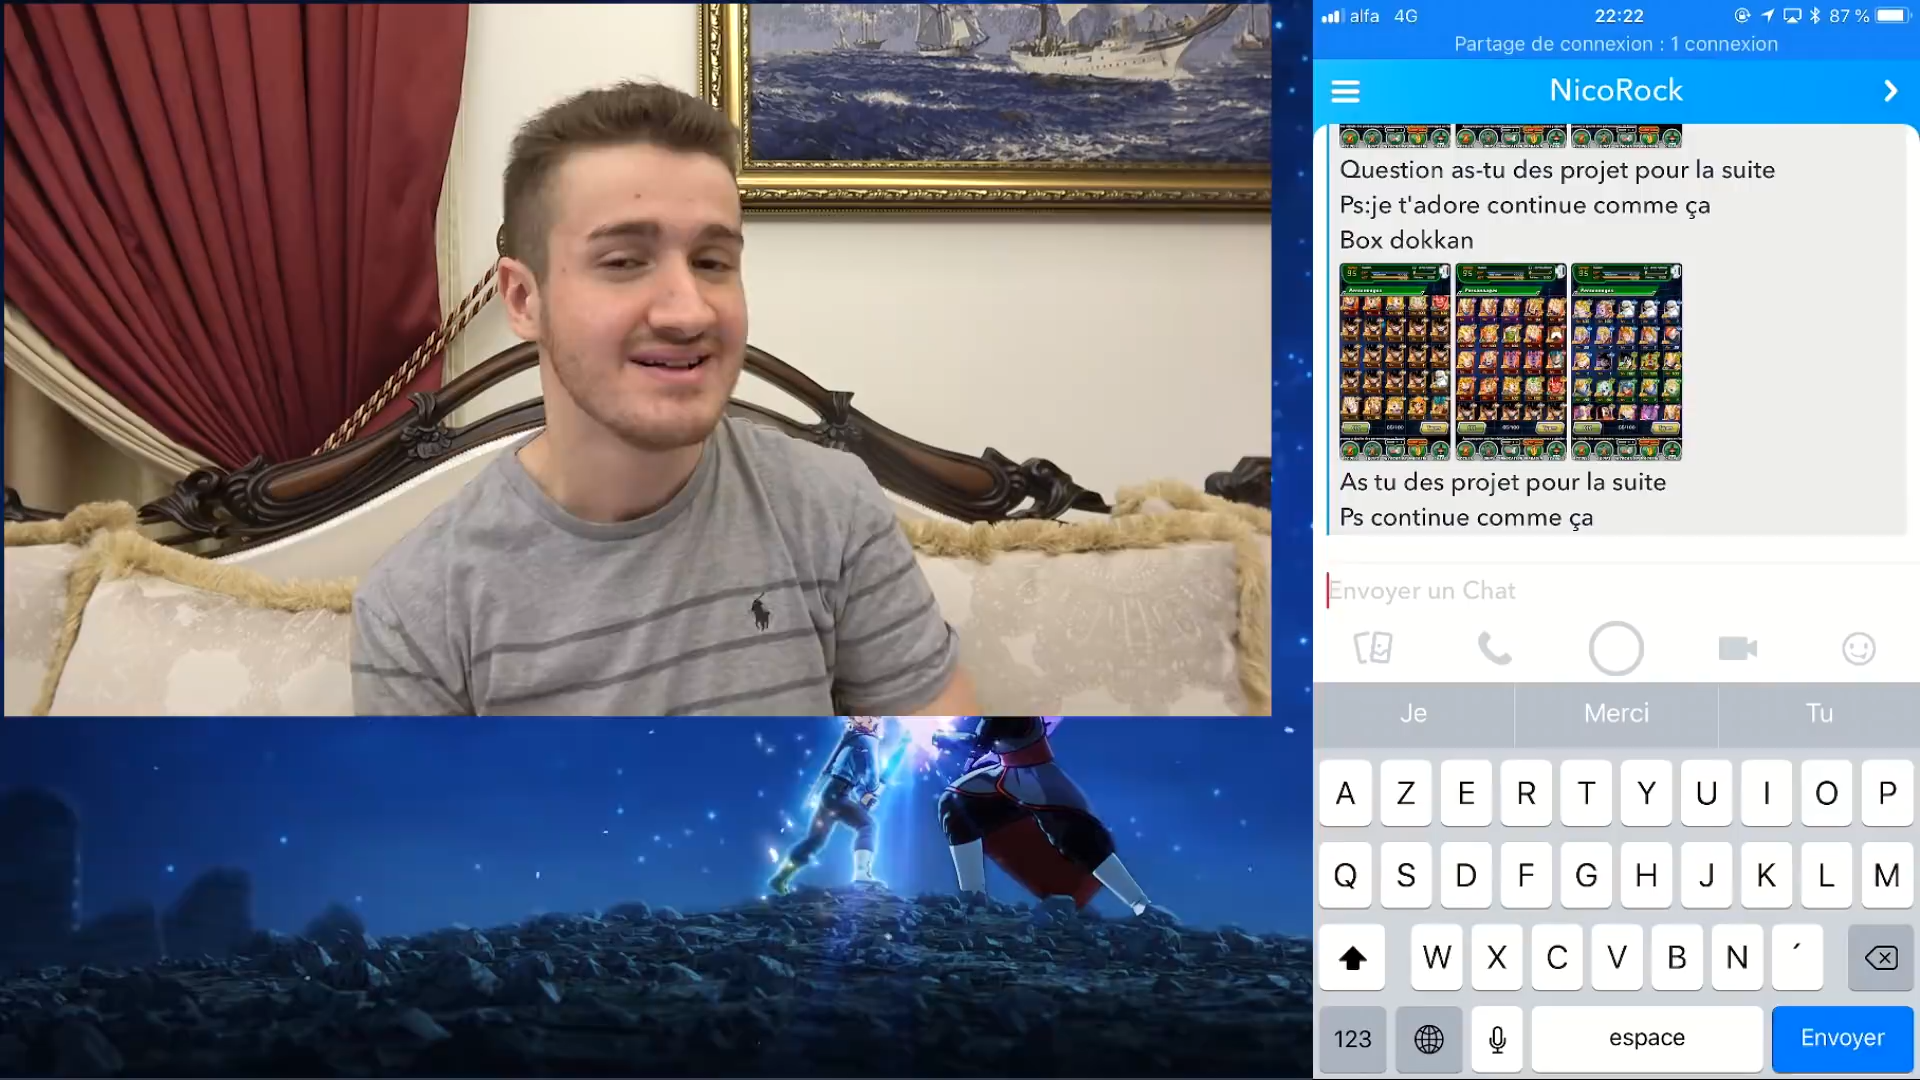 alfa 4G 22:22 87 %
Partage de connexion : 1 connexion
NicoRock
Question as-tu des projet pour la suite
Ps:je t'adore continue comme ça
Box dokkan
As tu des projet pour la suite
Ps continue comme ça
Envoyer un Chat
Je Merci Tu
A Z E R T Y U I O P
Q S D F G H J K L M
W X C V B N ´
123 espace Envoyer